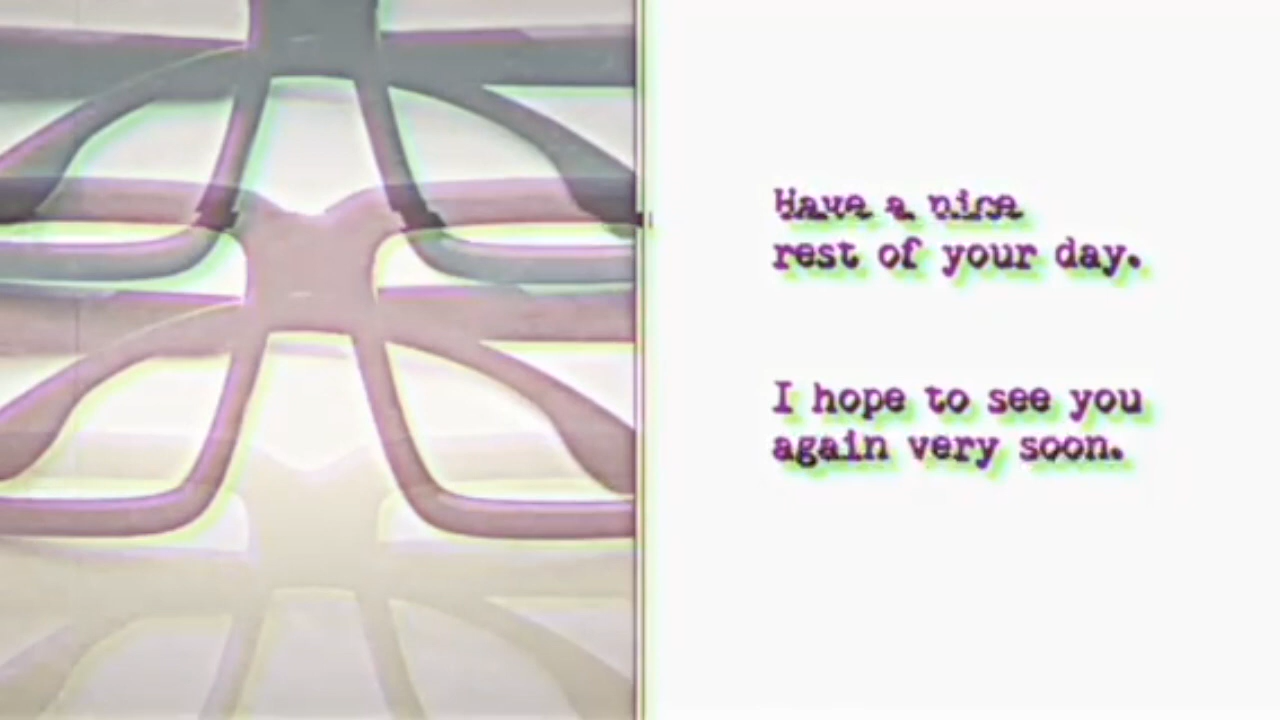 Have a nice
rest of your day.
I hope to see you
again very soon.